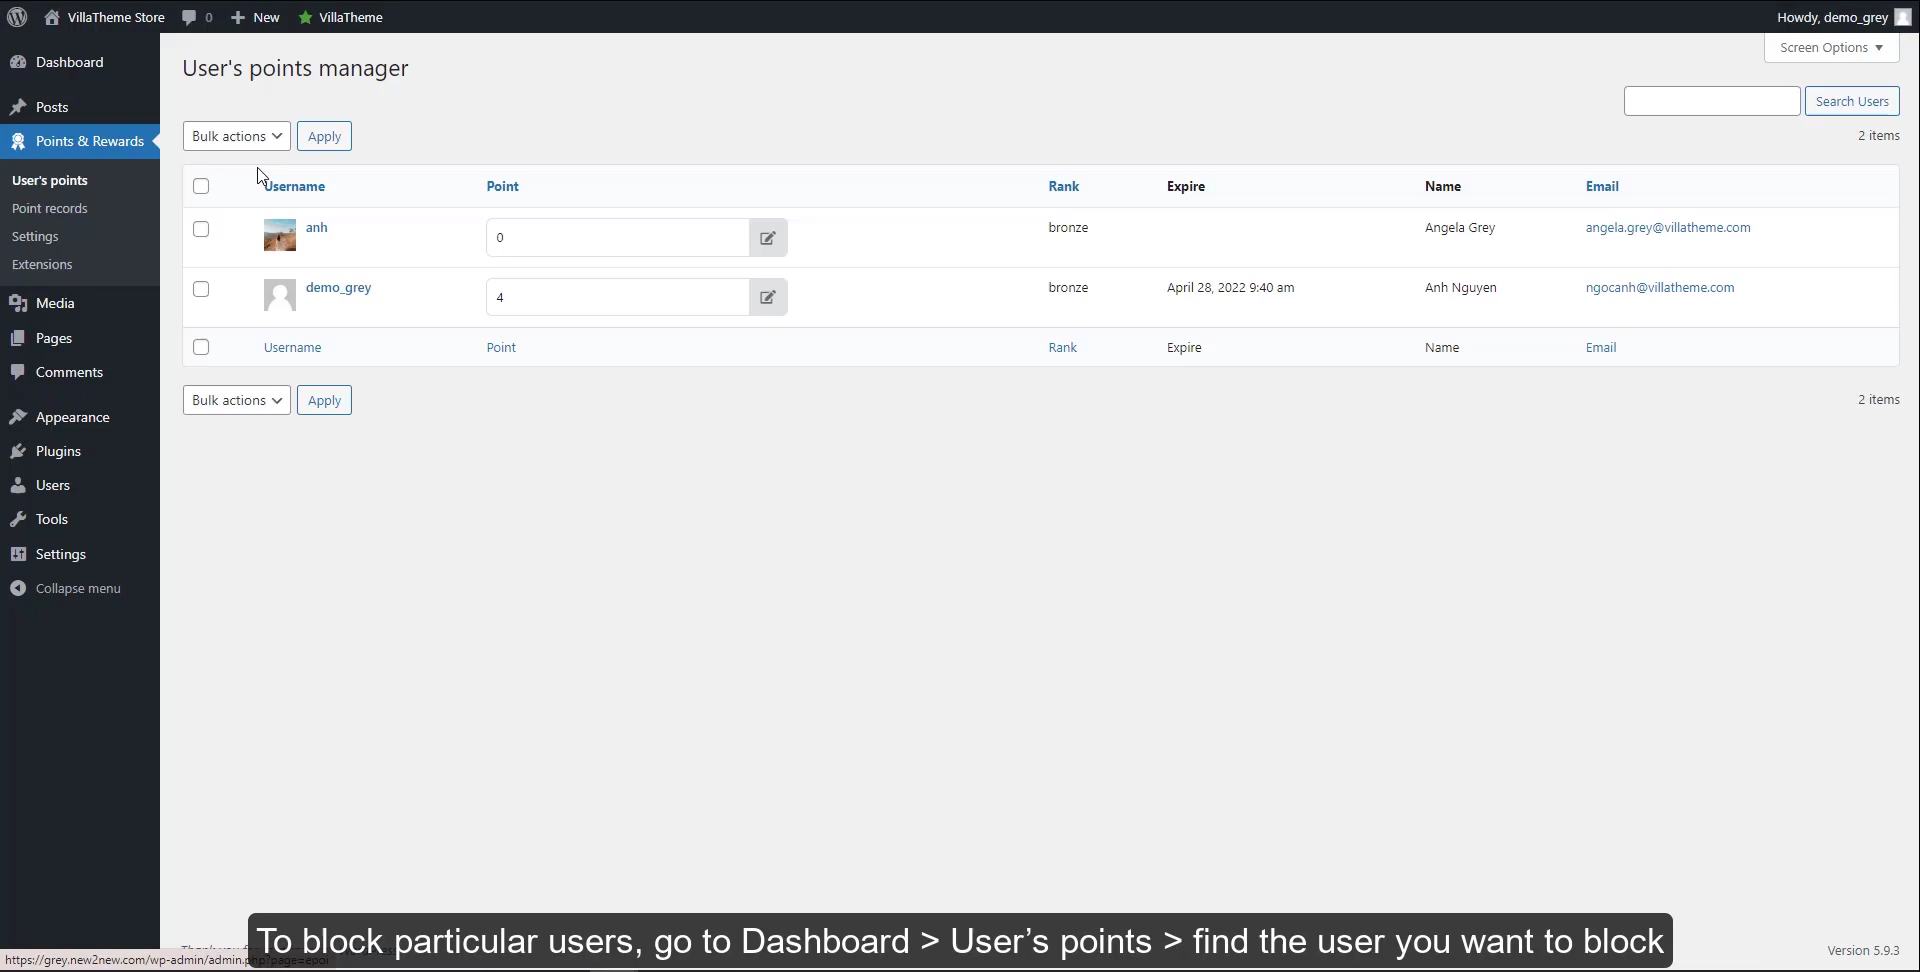 VillaTheme Store
0
New
VillaTheme
Howdy, demo_grey
Screen Options
Dashboard
Posts
Points & Rewards
User's points
Point records
Settings
Extensions
Media
Pages
Comments
Appearance
Plugins
Users
Tools
Settings
Collapse menu
User's points manager
Search Users
Bulk actions
Apply
2 items
Username Point Rank Expire Name Email
anh 0 bronze Angela Grey angela.grey@villatheme.com
demo_grey 4 bronze April 28, 2022 9:40 am Anh Nguyen ngocanh@villatheme.com
Username Point Rank Expire Name Email
Bulk actions
Apply
2 items
To block particular users, go to Dashboard > User’s points > find the user you want to block
Version 5.9.3
https://grey.new2new.com/wp-admin/admin.php?page=epoi